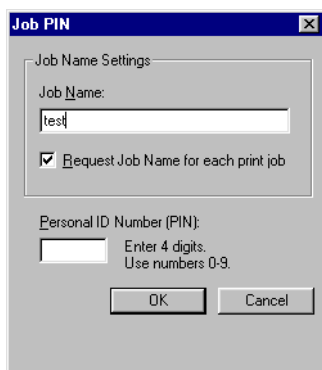 Job PIN
Job Name Settings
Job Name:
test
Request Job Name for each print job
Personal ID Number (PIN):
Enter 4 digits.
Use numbers 0-9.
OK Cancel